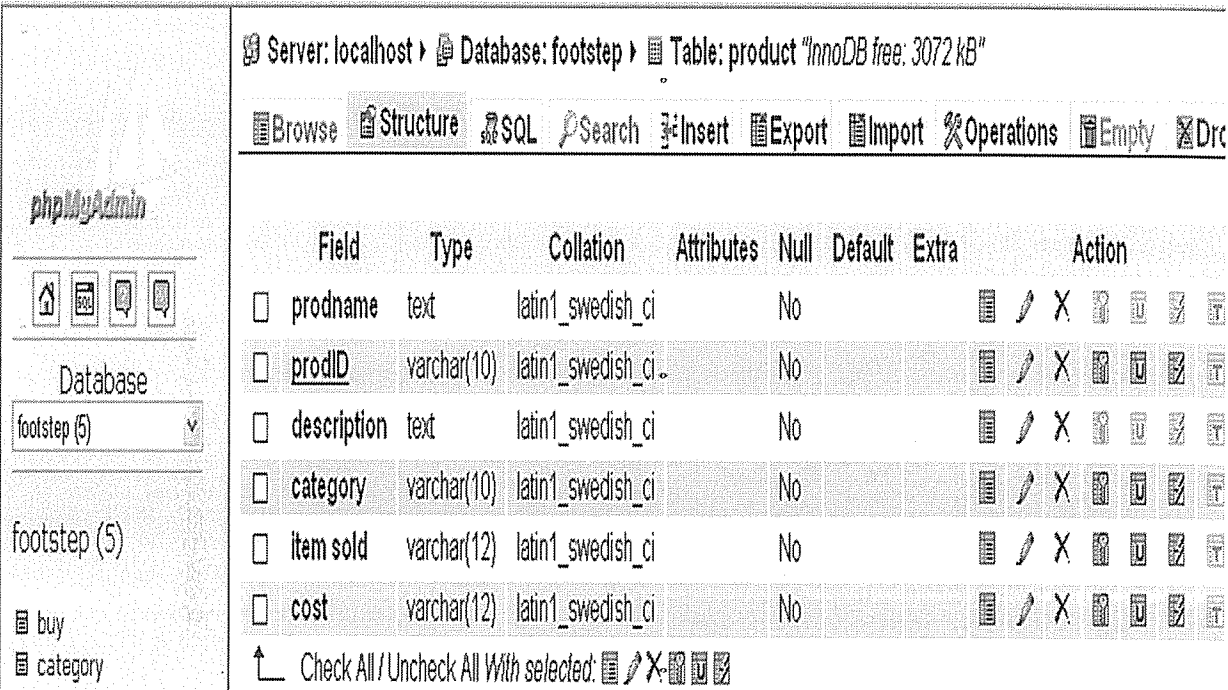 Server: localhost Database: footstep Table: product "InnoDB free: 3072 kB"
Browse Structure SQL Search Insert Export Import Operations Empty Dro
phpMyAdmin
SQL
Database
footstep (5)
footstep (5)
buy
category
Field Type Collation Attributes Null Default Extra Action
prodname text latin1_swedish_ci No
prodID varchar(10) latin1_swedish_ci No
description text latin1_swedish_ci No
category varchar(10) latin1_swedish_ci No
item sold varchar(12) latin1_swedish_ci No
cost varchar(12) latin1_swedish_ci No
Check All / Uncheck All With selected: